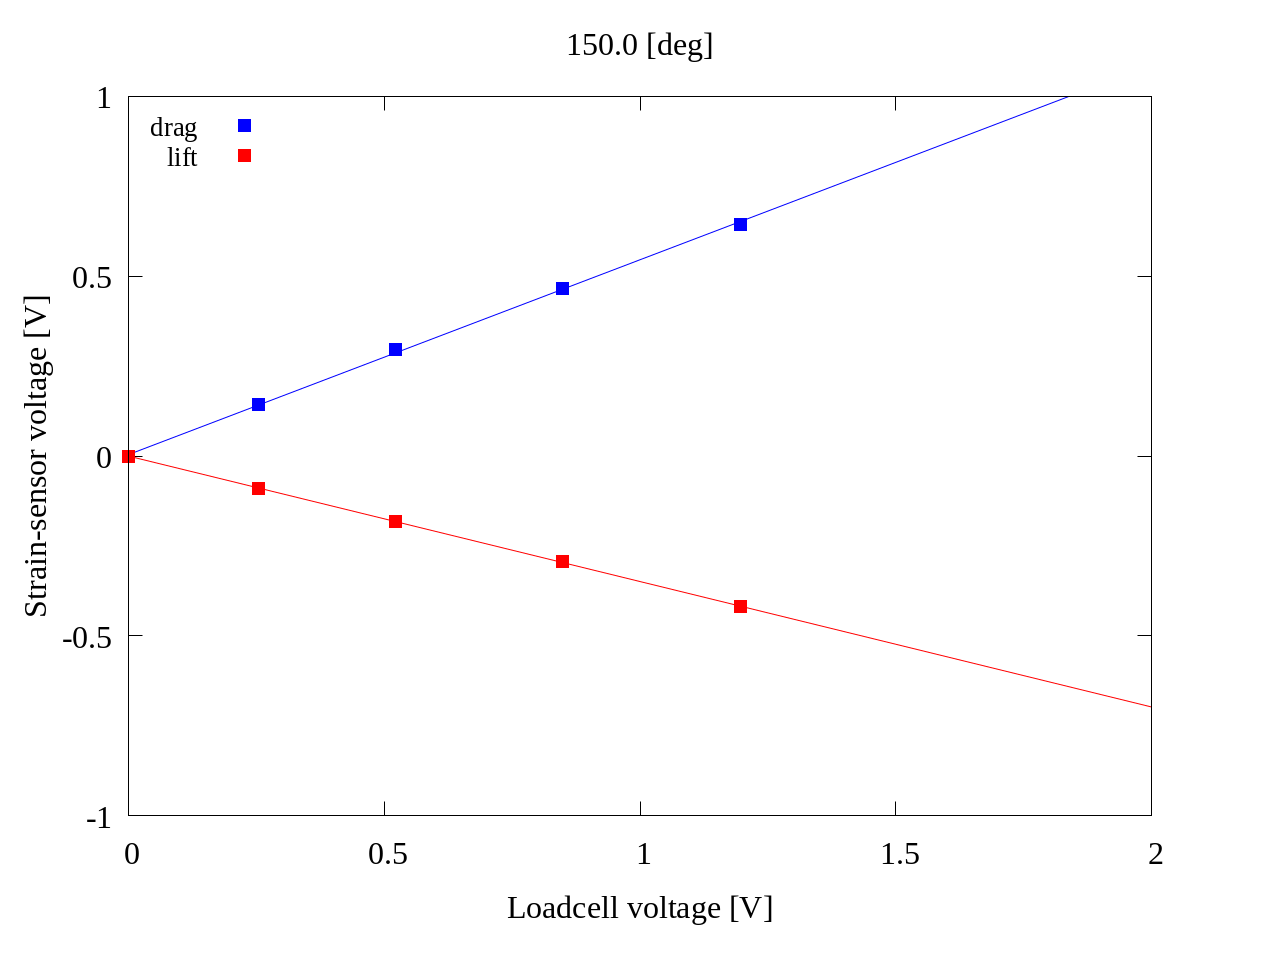 150.0 [deg]
1
drag
lift
0.5
0
-0.5
-1
Strain-sensor voltage [V]
0 0.5 1 1.5 2
Loadcell voltage [V]